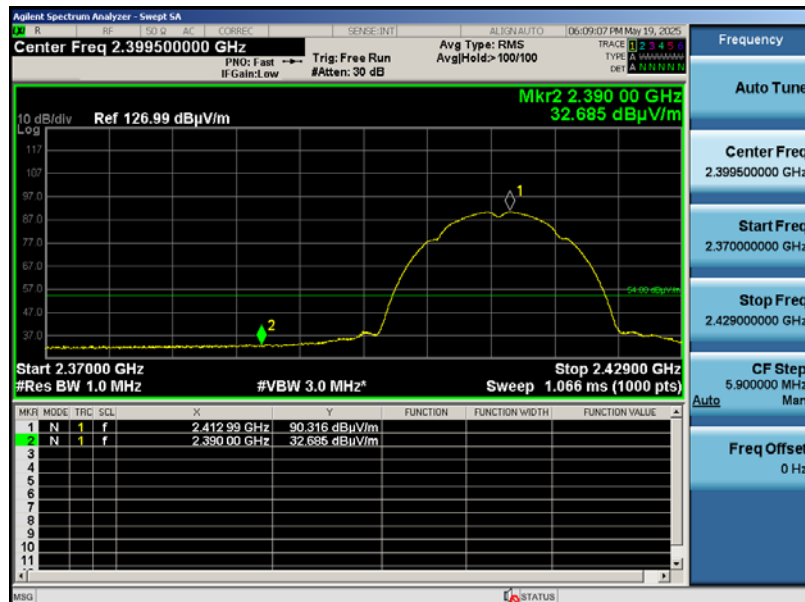 Agilent Spectrum Analyzer - Swept SA
R RF 50 Ω AC CORREC SENSE:INT ALIGN AUTO 06:09:07 PM May 19, 2025
Center Freq 2.399500000 GHz
PNO: Fast
IFGain:Low
Trig: Free Run
#Atten: 30 dB
Avg Type: RMS
Avg|Hold:>100/100
TRACE 1 2 3 4 5 6
TYPE A
DET A N N N N N
Mkr2 2.390 00 GHz
32.685 dBµV/m
10 dB/div Ref 126.99 dBµV/m
Log
117
107
97.0
87.0
77.0
67.0
57.0
47.0
37.0
1
2
54.00 dBµV/m
Start 2.37000 GHz Stop 2.42900 GHz
#Res BW 1.0 MHz #VBW 3.0 MHz* Sweep 1.066 ms (1000 pts)
MKR MODE TRC SCL X Y FUNCTION FUNCTION WIDTH FUNCTION VALUE
1 N 1 f 2.412 99 GHz 90.316 dBµV/m
2 N 1 f 2.390 00 GHz 32.685 dBµV/m
3
4
5
6
7
8
9
10
11
MSG STATUS
Frequency
Auto Tune
Center Freq
2.399500000 GHz
Start Freq
2.370000000 GHz
Stop Freq
2.429000000 GHz
CF Step
5.900000 MHz
Auto Man
Freq Offset
0 Hz